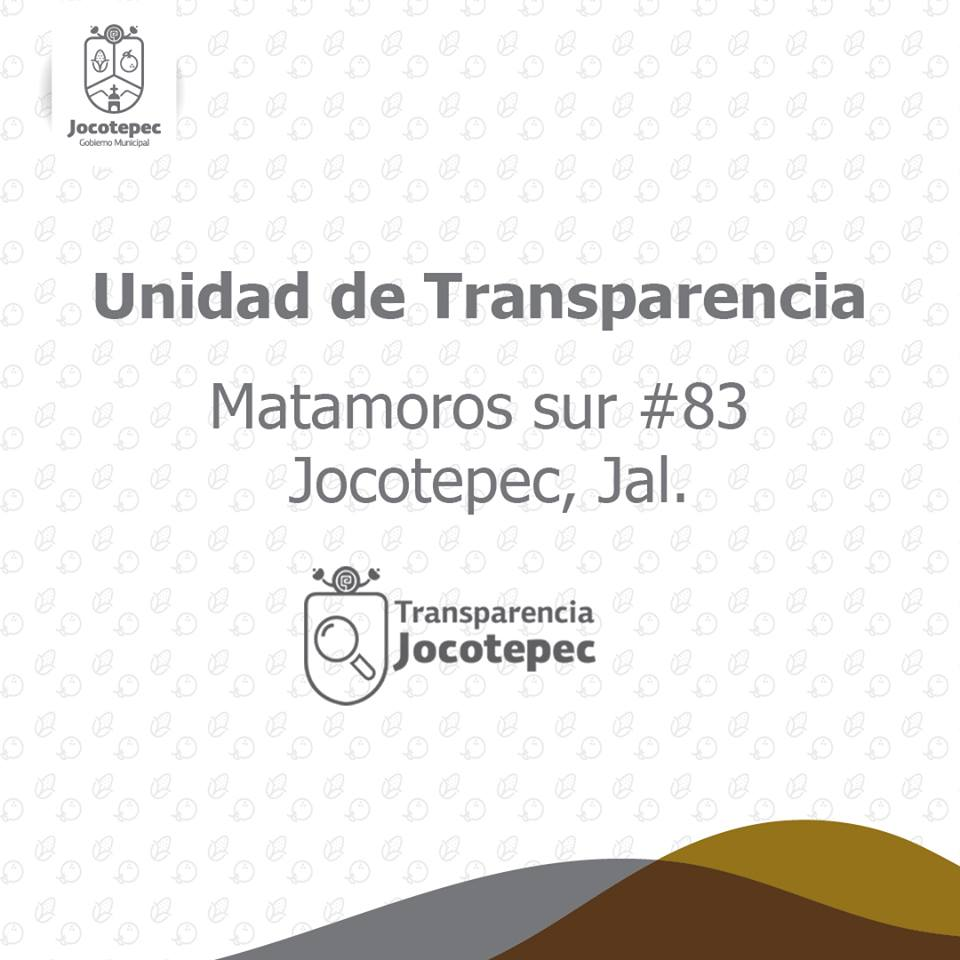 Jocotepec
Gobierno Municipal
Unidad de Transparencia
Matamoros sur #83
Jocotepec, Jal.
Transparencia
Jocotepec